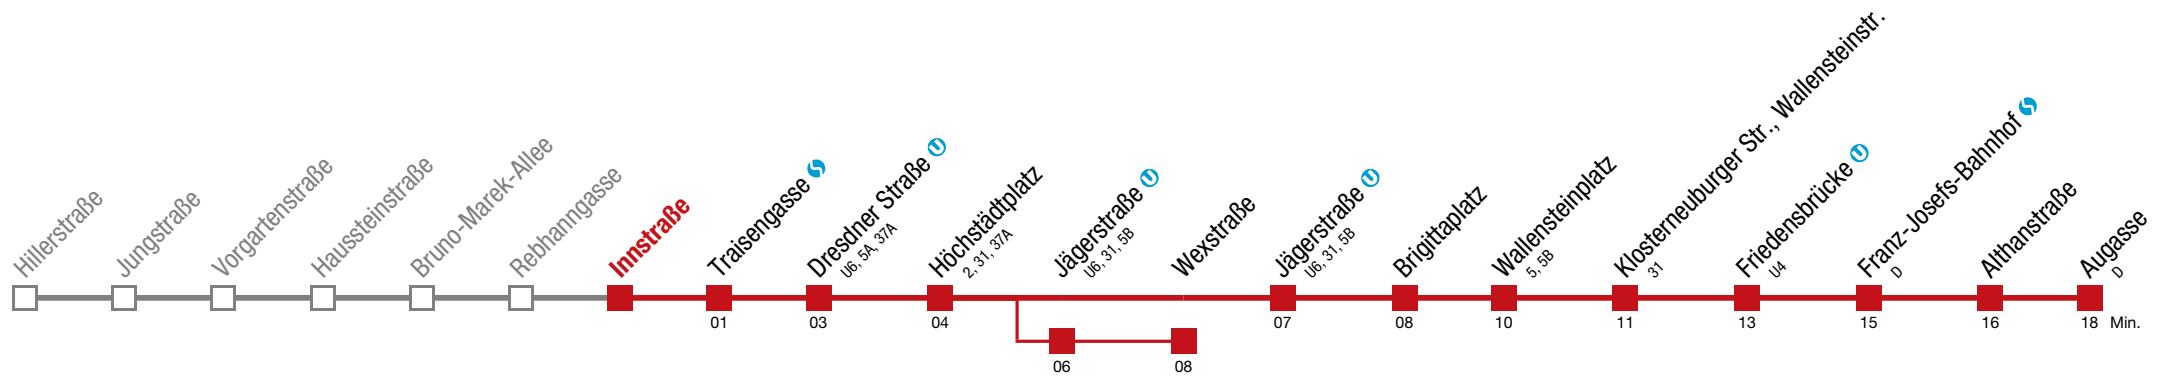 Hillerstraße
Jungstraße
Vorgartenstraße
Haussteinstraße
Bruno-Marek-Allee
Rebhanngasse
Innstraße
Traisengasse
01
Dresdner Straße
U6, 5A, 37A
03
Höchstädtplatz
2, 31, 37A
04
Jägerstraße
U6, 31, 5B
06
Wexstraße
08
Jägerstraße
U6, 31, 5B
07
Brigittaplatz
08
Wallensteinplatz
5, 5B
10
Klosterneuburger Str., Wallensteinstr.
31
11
Friedensbrücke
U4
13
Franz-Josefs-Bahnhof
D
15
Althanstraße
16
Augasse
D
18 Min.